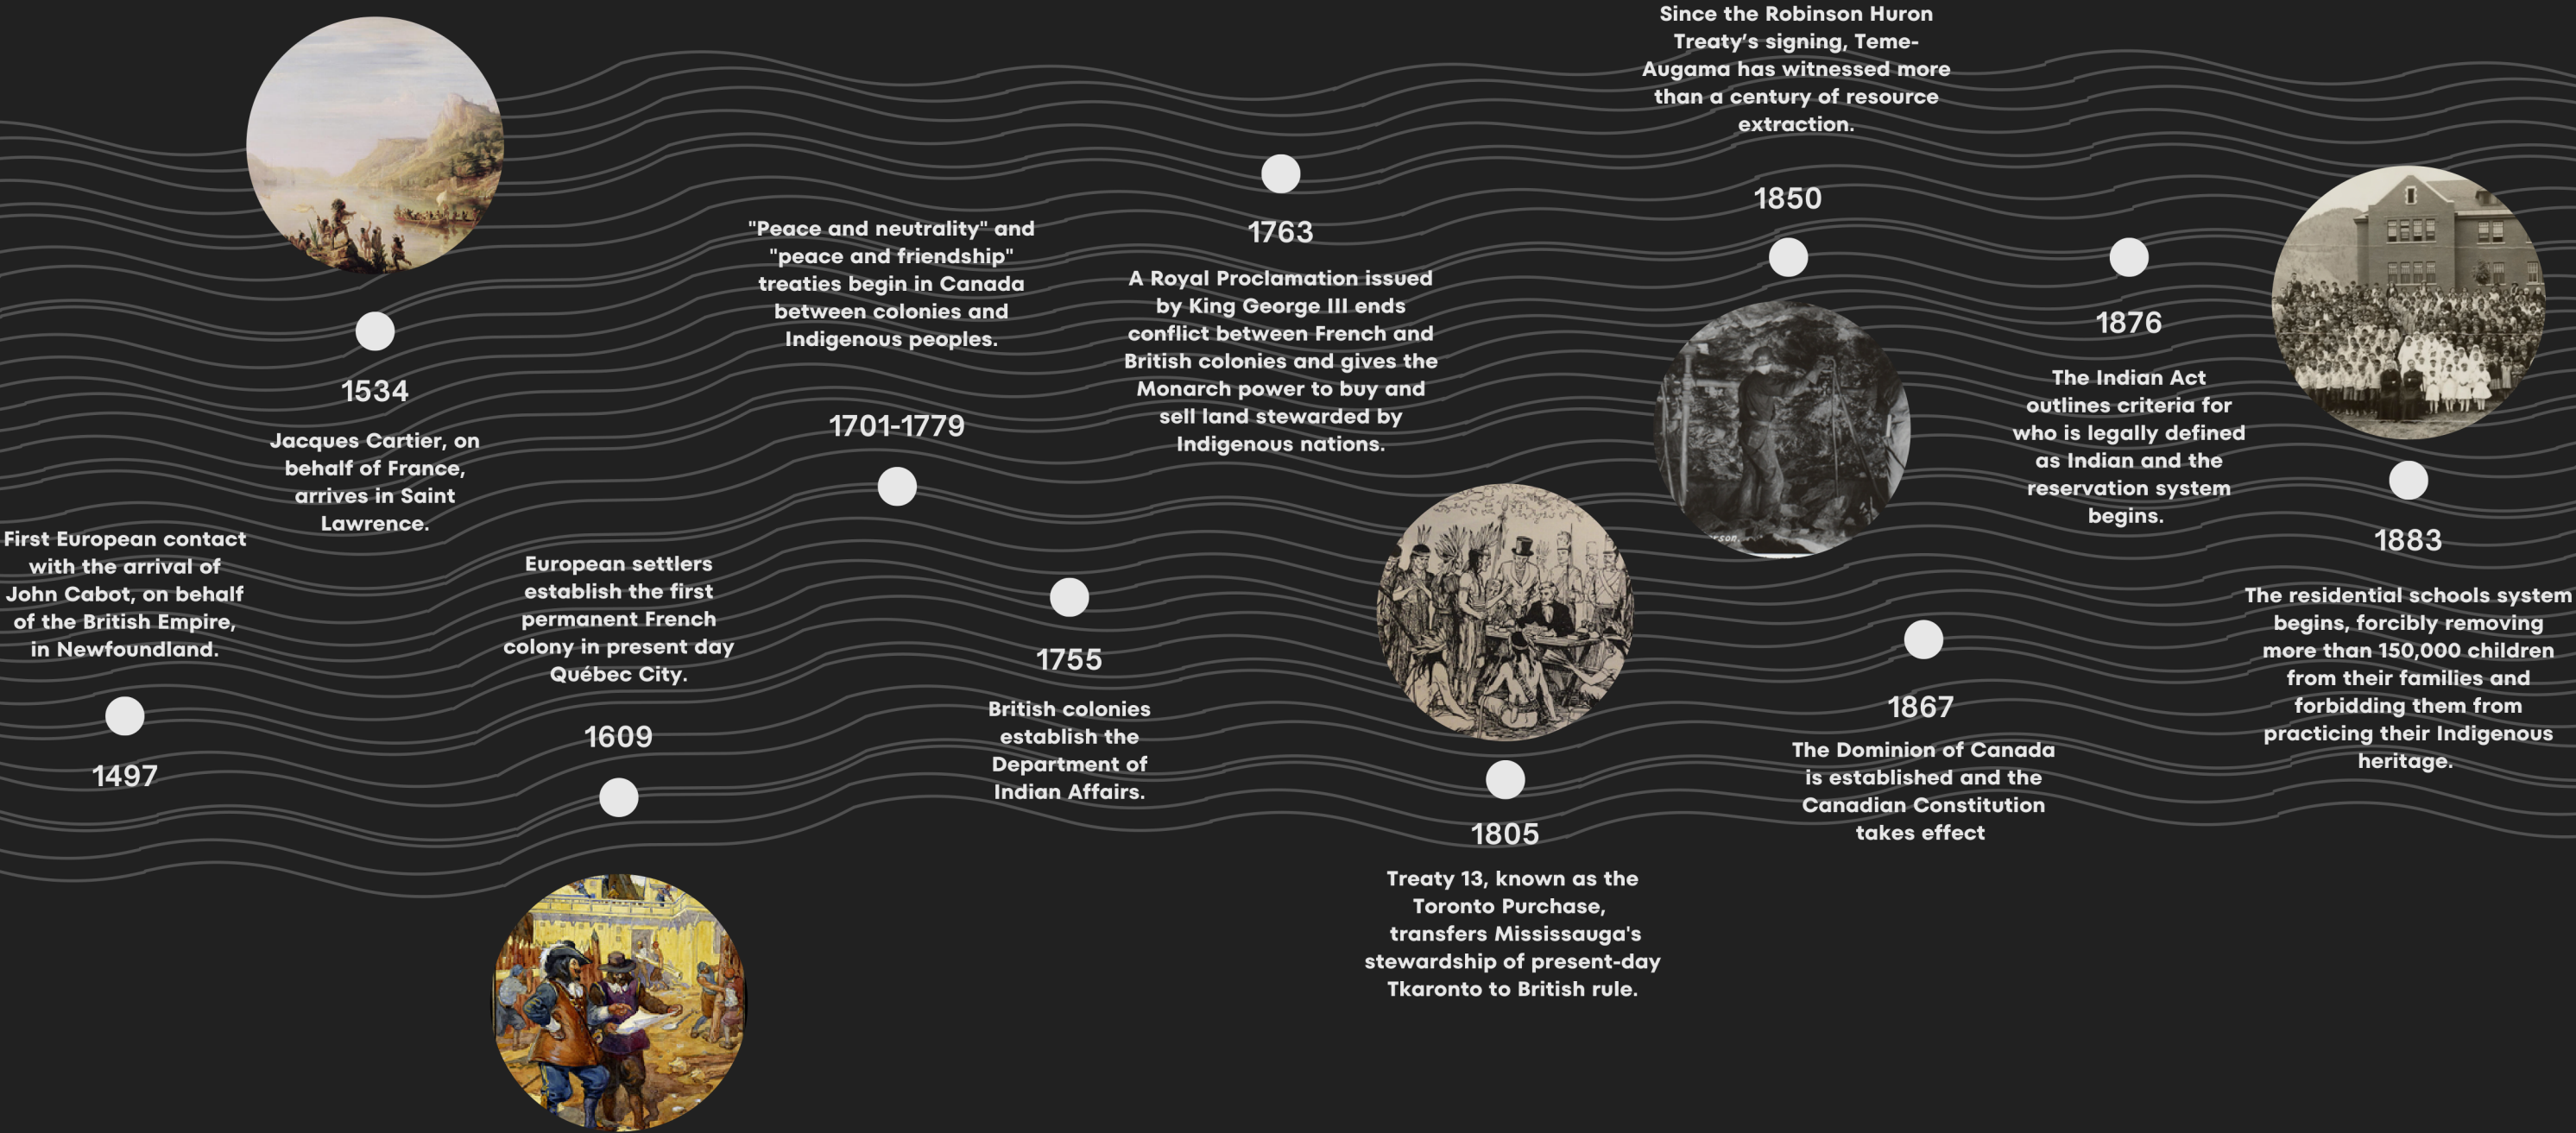 First European contact
with the arrival of
John Cabot, on behalf
of the British Empire,
in Newfoundland.
1497
1534
Jacques Cartier, on
behalf of France,
arrives in Saint
Lawrence.
European settlers
establish the first
permanent French
colony in present day
Québec City.
1609
"Peace and neutrality" and
"peace and friendship"
treaties begin in Canada
between colonies and
Indigenous peoples.
1701-1779
1755
British colonies
establish the
Department of
Indian Affairs.
1763
A Royal Proclamation issued
by King George III ends
conflict between French and
British colonies and gives the
Monarch power to buy and
sell land stewarded by
Indigenous nations.
1805
Treaty 13, known as the
Toronto Purchase,
transfers Mississauga's
stewardship of present-day
Tkaronto to British rule.
Since the Robinson Huron
Treaty’s signing, Teme-
Augama has witnessed more
than a century of resource
extraction.
1850
1867
The Dominion of Canada
is established and the
Canadian Constitution
takes effect
1876
The Indian Act
outlines criteria for
who is legally defined
as Indian and the
reservation system
begins.
1883
The residential schools system
begins, forcibly removing
more than 150,000 children
from their families and
forbidding them from
practicing their Indigenous
heritage.